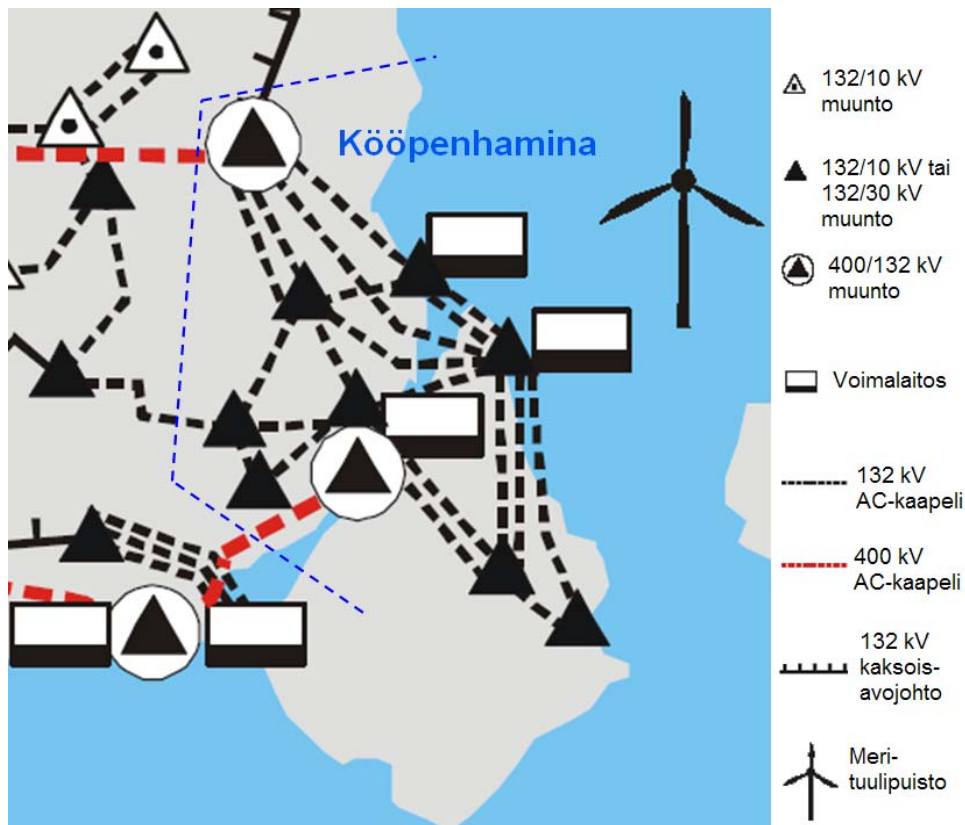 Kööpenhamina
132/10 kV
muunto
132/10 kV tai
132/30 kV
muunto
400/132 kV
muunto
Voimalaitos
132 kV
AC-kaapeli
400 kV
AC-kaapeli
132 kV
kaksois-
avojohto
Meri-
tuulipuisto